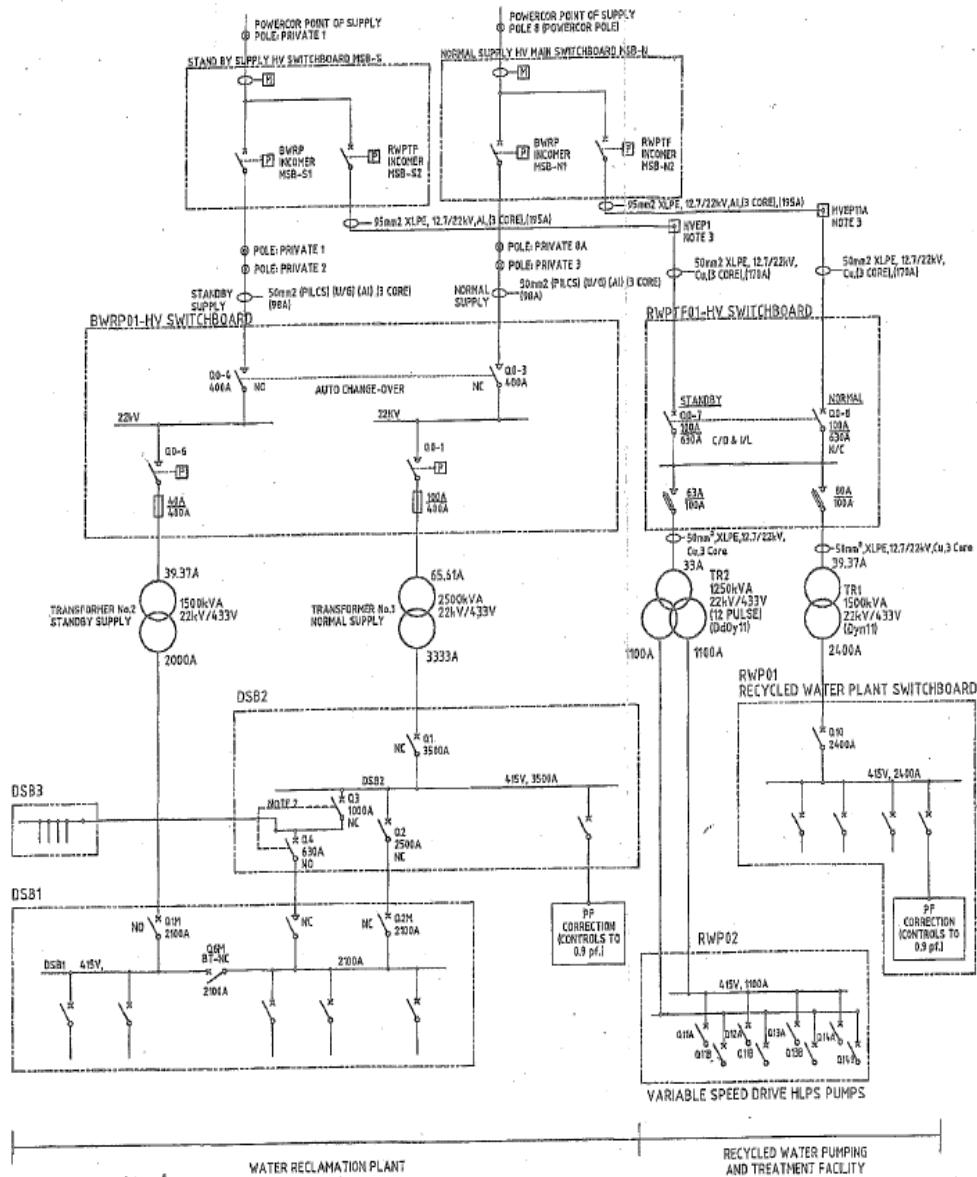 POWERCOR POINT OF SUPPLY
POLE: PRIVATE 1
POWERCOR POINT OF SUPPLY
POLE 8 (POWERCOR POLE)
STAND BY SUPPLY HV SWITCHBOARD MSB-S
NORMAL SUPPLY HV MAIN SWITCHBOARD MSB-N
M
M
BWRP
INCOMER
MSB-S1
P
RWPTF
INCOMER
MSB-S2
P
BWRP
INCOMER
MSB-N1
P
RWPTF
INCOMER
MSB-N2
P
95mm2 XLPE, 12.7/22kV,Al,(3 CORE),(195A)
95mm2 XLPE, 12.7/22kV,Al,(3 CORE),(195A)
HVEP1
NOTE 3
HVEP11A
NOTE 3
POLE: PRIVATE 1
POLE: PRIVATE 2
POLE: PRIVATE 8A
POLE: PRIVATE 3
50mm2 XLPE, 12.7/22kV,
Cu,(3 CORE),(170A)
50mm2 XLPE, 12.7/22kV,
Cu,(3 CORE),(170A)
STANDBY
SUPPLY
50mm2 (PILCS) (U/G) (Al) (3 CORE)
(90A)
NORMAL
SUPPLY
50mm2 (PILCS) (U/G) (Al) (3 CORE)
(90A)
BWRP01-HV SWITCHBOARD
RWPTF01-HV SWITCHBOARD
Q0-4
400A
NO
AUTO CHANGE-OVER
NC
Q0-3
400A
22kV
22kV
STANDBY
Q0-7
100A
630A
C/O & I/L
NORMAL
Q0-8
100A
630A
N/C
P
Q0-1
P
40A
400A
100A
400A
63A
100A
80A
100A
50mm²,XLPE,12.7/22kV,
Cu,3 Core
50mm²,XLPE,12.7/22kV,Cu,3 Core
39.37A
TRANSFORMER No.2
STANDBY SUPPLY
1500kVA
22kV/433V
2000A
65.61A
TRANSFORMER No.1
NORMAL SUPPLY
2500kVA
22kV/433V
3333A
33A
TR2
1250kVA
22kV/433V
(12 PULSE)
(Dd0y11)
1100A
1100A
39.37A
TR1
1500kVA
22kV/433V
(Dyn11)
2400A
RWP01
RECYCLED WATER PLANT SWITCHBOARD
Q10
2400A
415V, 2400A
DSB2
NC
Q1
3500A
DSB2
415V, 3500A
DSB3
NOTE 2
Q3
1000A
NC
Q4
630A
NO
Q2
2500A
NC
DSB1
NO
Q1M
2100A
NC
NC
Q2M
2100A
PF
CORRECTION
(CONTROLS TO
0.9 pf.)
PF
CORRECTION
(CONTROLS TO
0.9 pf.)
DSB1
415V,
Q6M
BT-NC
2100A
2100A
RWP02
415V, 1100A
Q11A
Q11B
Q12A
Q13A
Q13B
Q14A
Q14B
VARIABLE SPEED DRIVE HLPS PUMPS
WATER RECLAMATION PLANT
RECYCLED WATER PUMPING
AND TREATMENT FACILITY